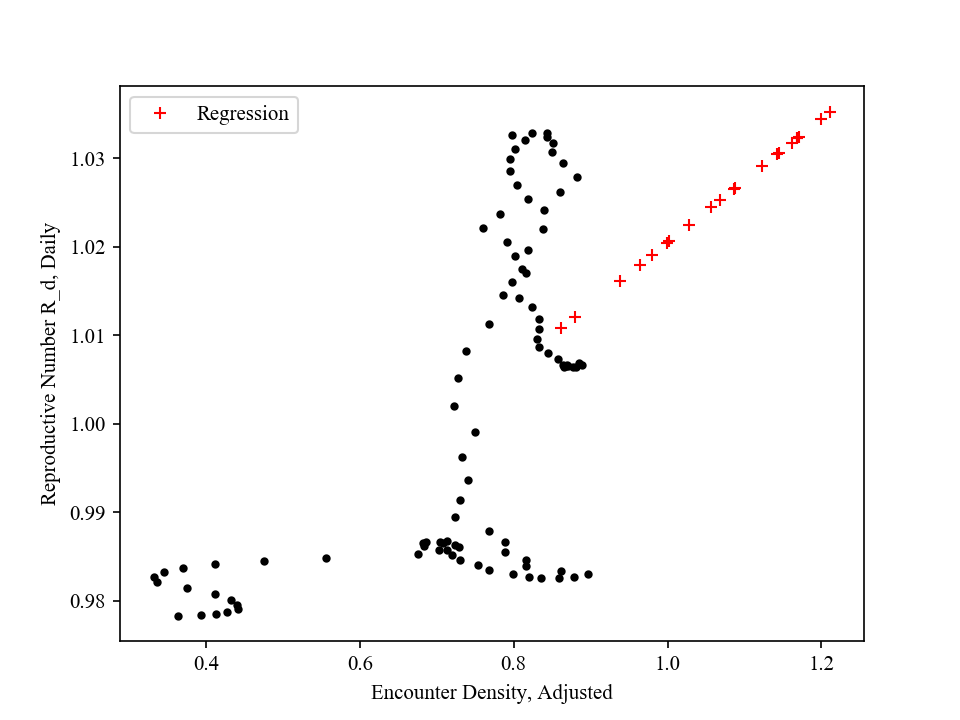 Regression
1.03
1.02
1.01
1.00
0.99
0.98
Reproductive Number R_d, Daily
0.4 0.6 0.8 1.0 1.2
Encounter Density, Adjusted